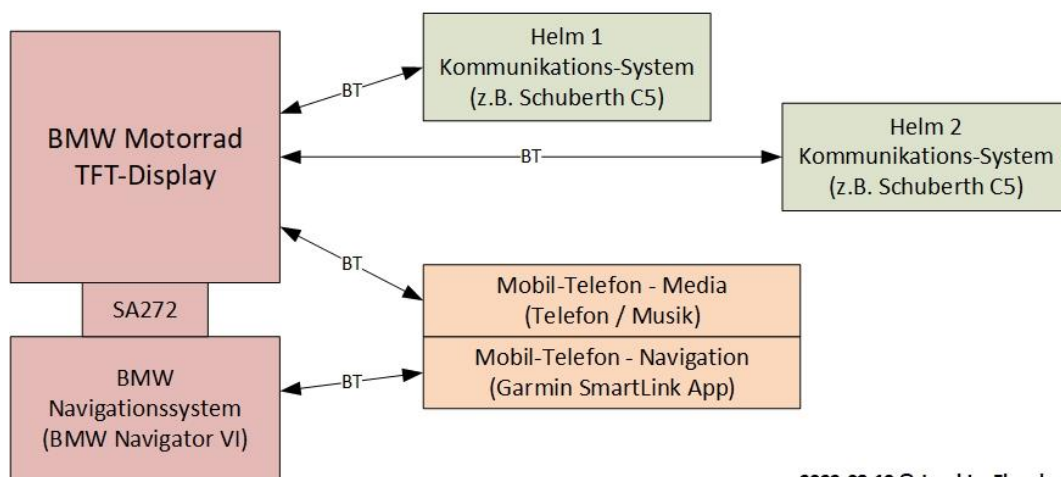 Helm 1
Kommunikations-System
(z.B. Schuberth C5)
BT
BMW Motorrad
TFT-Display
BT
Helm 2
Kommunikations-System
(z.B. Schuberth C5)
BT
Mobil-Telefon - Media
(Telefon / Musik)
SA272
Mobil-Telefon - Navigation
(Garmin SmartLink App)
BT
BMW
Navigationssystem
(BMW Navigator VI)